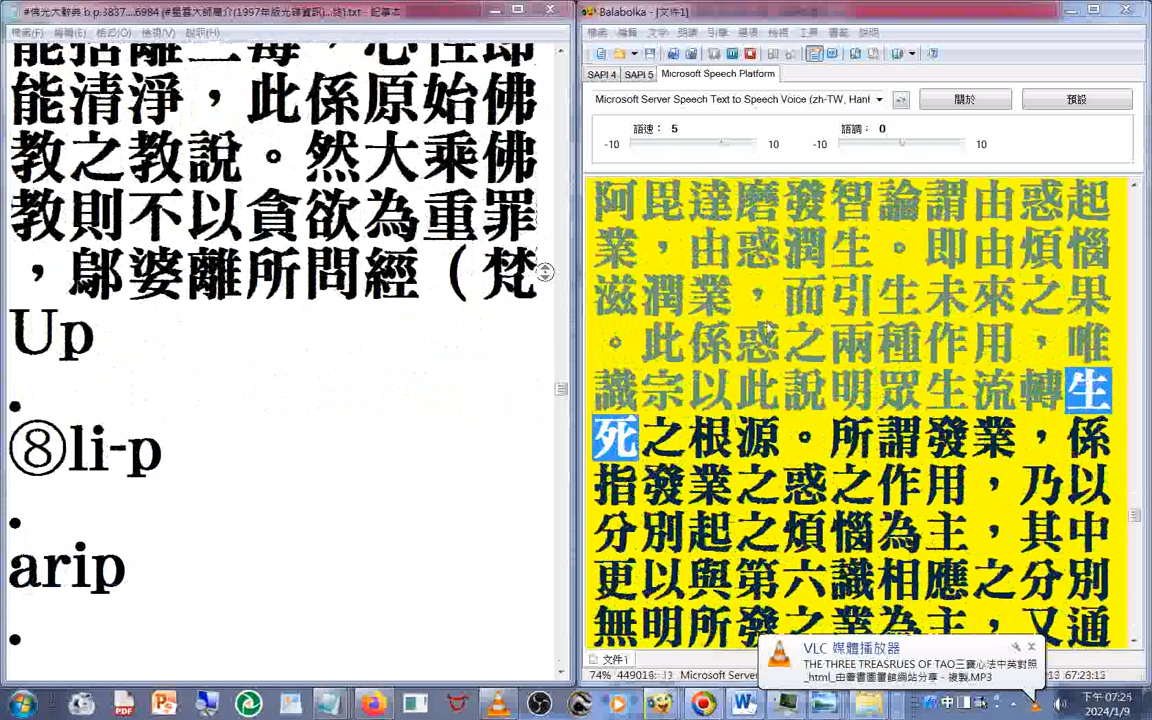 #佛光大辭典 b p.3837....6984 (#星雲大師簡介(1997年版光碟資訊)...終).txt - 記事本
檔案(F) 編輯(E) 格式(O) 檢視(V) 說明(H)
能清淨，此係原始佛
教之教說。然大乘佛
教則不以貪欲為重罪
，鄔婆離所問經（梵
Up
.
⑧li-p
.
arip
.
Balabolka - [文件1]
檔案 編輯 文字 朗讀 引擎 選項 檢視 工具 書籤 說明
SAPI 4 SAPI 5 Microsoft Speech Platform
Microsoft Server Speech Text to Speech Voice (zh-TW, Hanl
關於 預設
語速： 5 語調： 0
-10 10 -10 10
阿毘達磨發智論謂由惑起
業，由惑潤生。即由煩惱
滋潤業，而引生未來之果
。此係惑之兩種作用，唯
識宗以此說明眾生流轉生
死之根源。所謂發業，係
指發業之惑之作用，乃以
分別起之煩惱為主，其中
更以與第六識相應之分別
無明所發之業為主，又通
文件1
74% Microsoft Server 67:23:13
VLC 媒體播放器
THE THREE TREASRUES OF TAO三寶心法中英對照
_html_由善書圖書館網站分享 - 複製.MP3
下午 07:25
2024/1/9